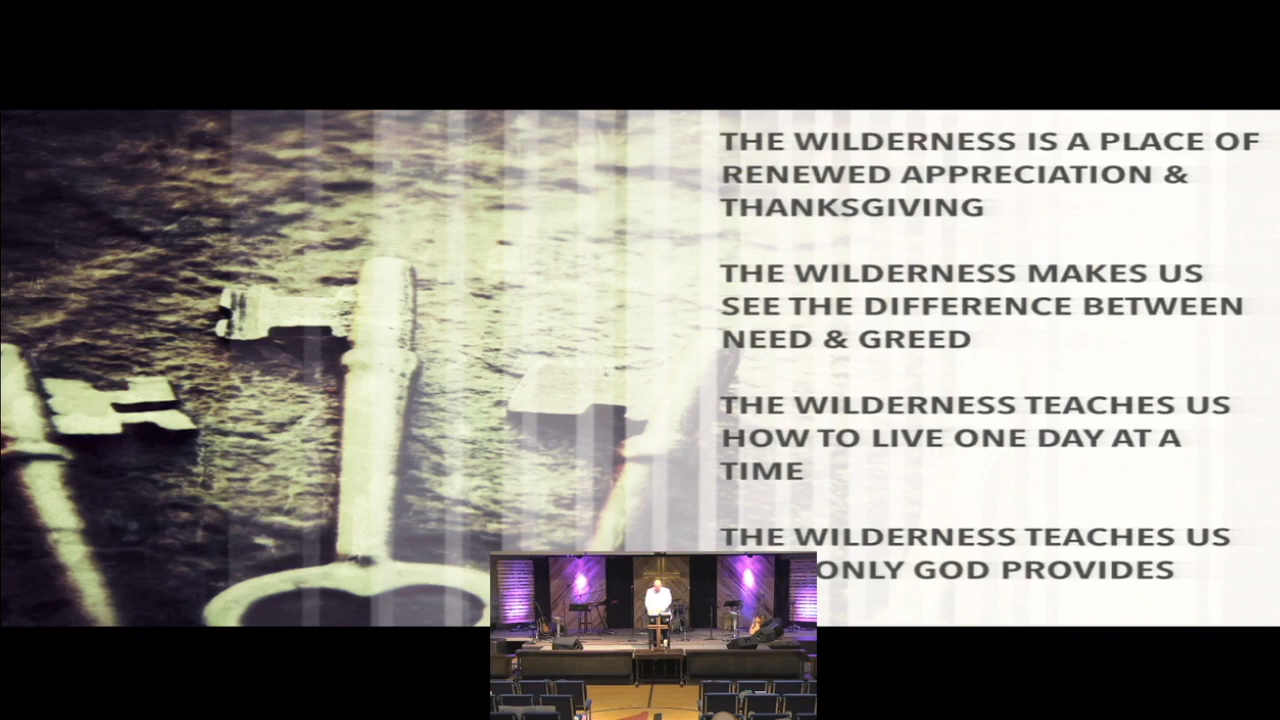 THE WILDERNESS IS A PLACE OF
RENEWED APPRECIATION &
THANKSGIVING
THE WILDERNESS MAKES US
SEE THE DIFFERENCE BETWEEN
NEED & GREED
THE WILDERNESS TEACHES US
HOW TO LIVE ONE DAY AT A
TIME
THE WILDERNESS TEACHES US
ONLY GOD PROVIDES